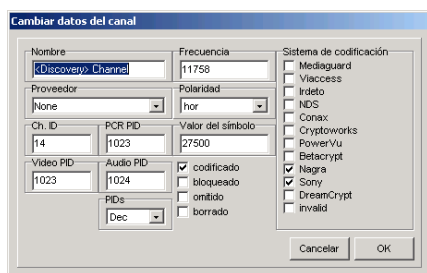 Cambiar datos del canal
Nombre
<Discovery> Channel
Frecuencia
11758
Sistema de codificación
Mediaguard
Viaccess
Irdeto
NDS
Conax
Cryptoworks
PowerVu
Betacrypt
Nagra
Sony
DreamCrypt
invalid
Proveedor
None
Polaridad
hor
Ch. ID
14
PCR PID
1023
Valor del símbolo
27500
Video PID
1023
Audio PID
1024
codificado
bloqueado
omitido
borrado
PIDs
Dec
Cancelar
OK